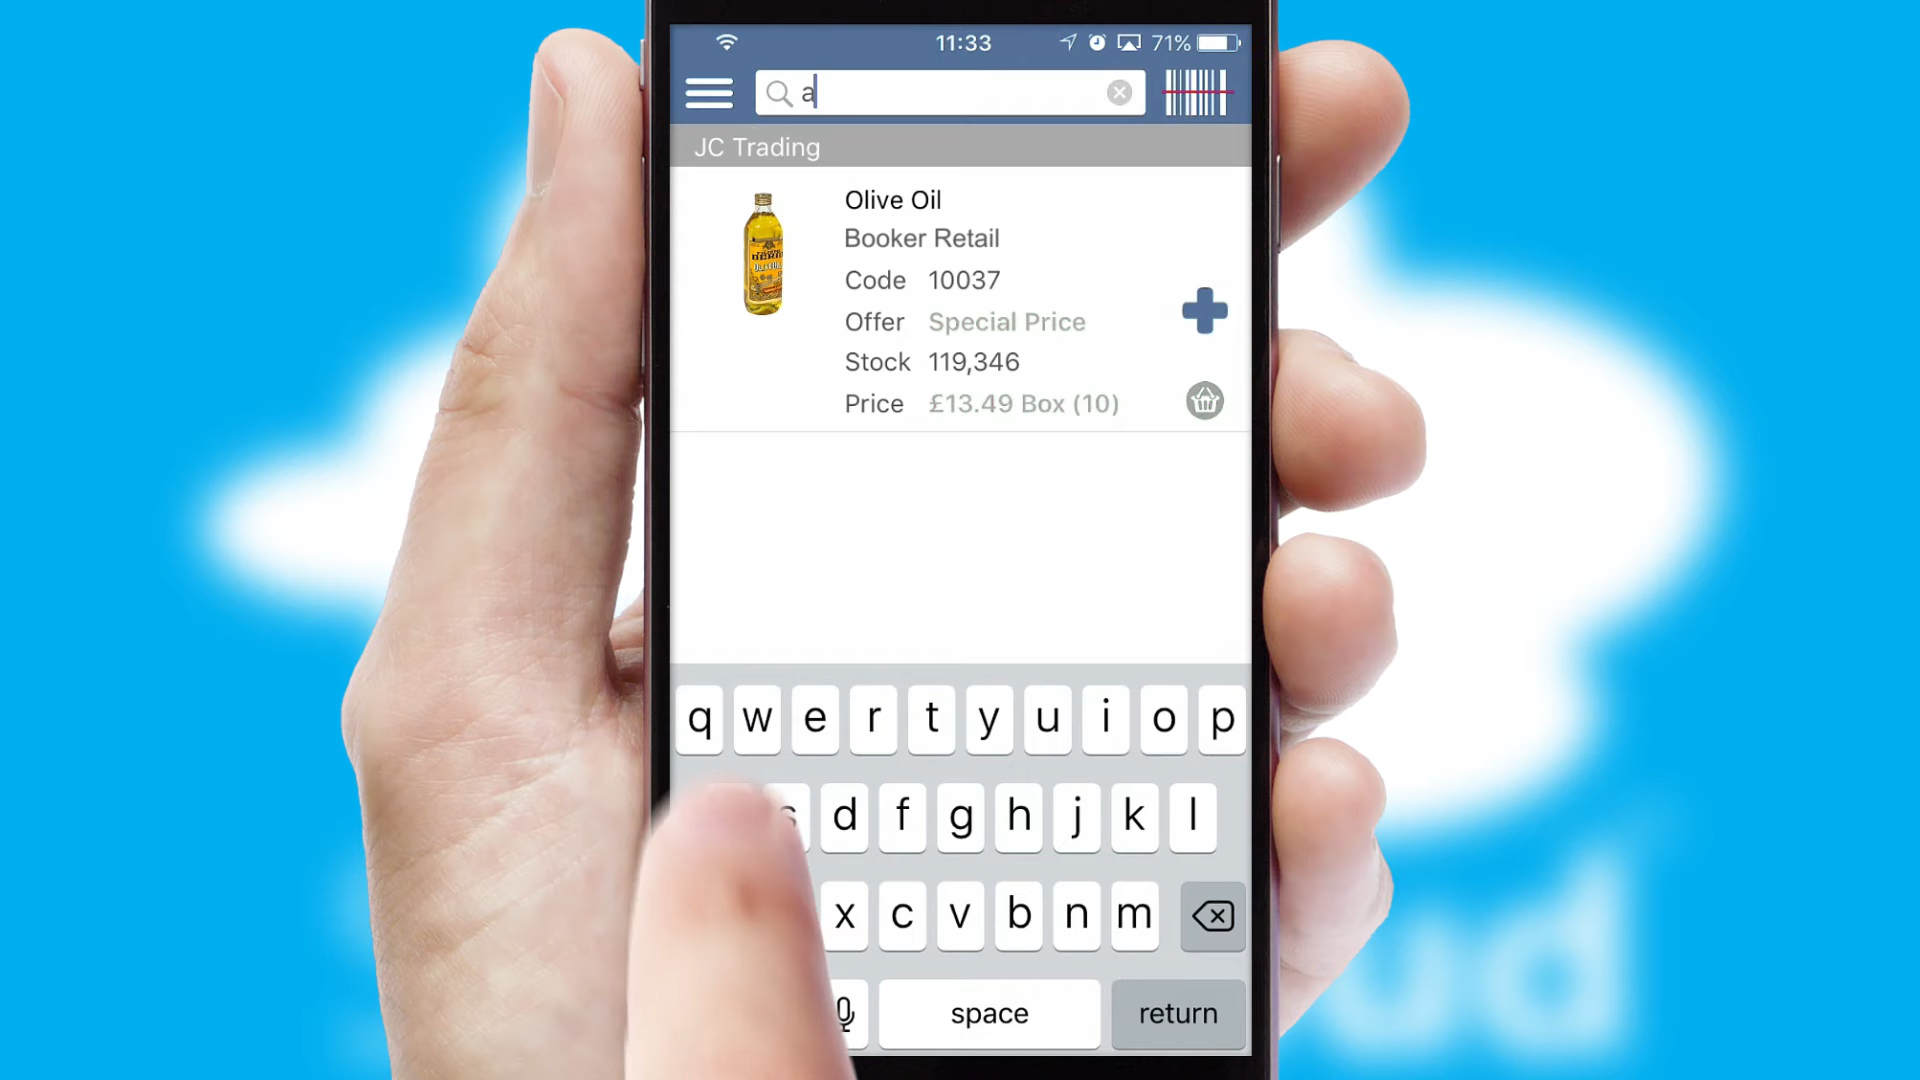 11:33
71%
a
JC Trading
Olive Oil
Booker Retail
Code 10037
Offer Special Price
Stock 119,346
Price £13.49 Box (10)
q w e r t y u i o p
s d f g h j k l
x c v b n m
space return
ud